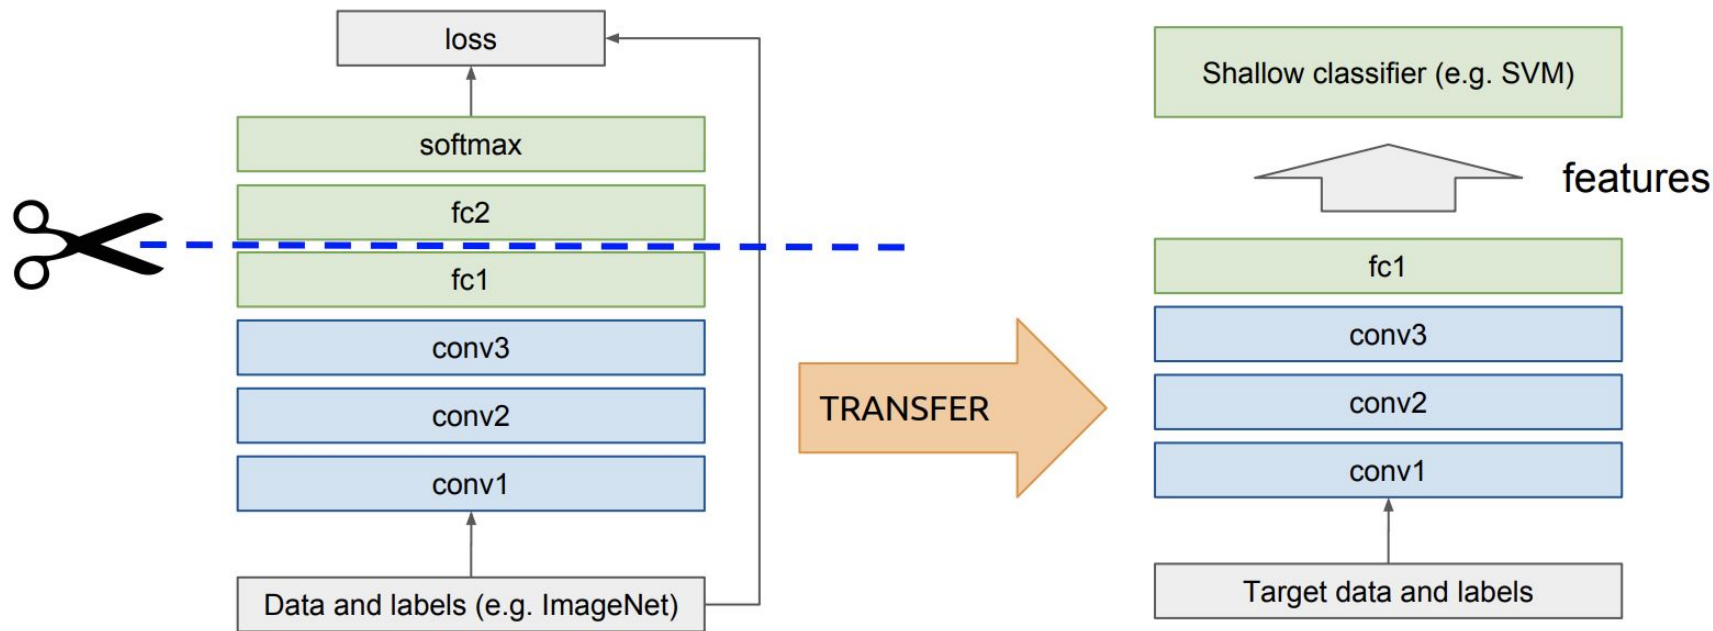 loss
softmax
fc2
fc1
conv3
conv2
conv1
Data and labels (e.g. ImageNet)
TRANSFER
Shallow classifier (e.g. SVM)
features
fc1
conv3
conv2
conv1
Target data and labels